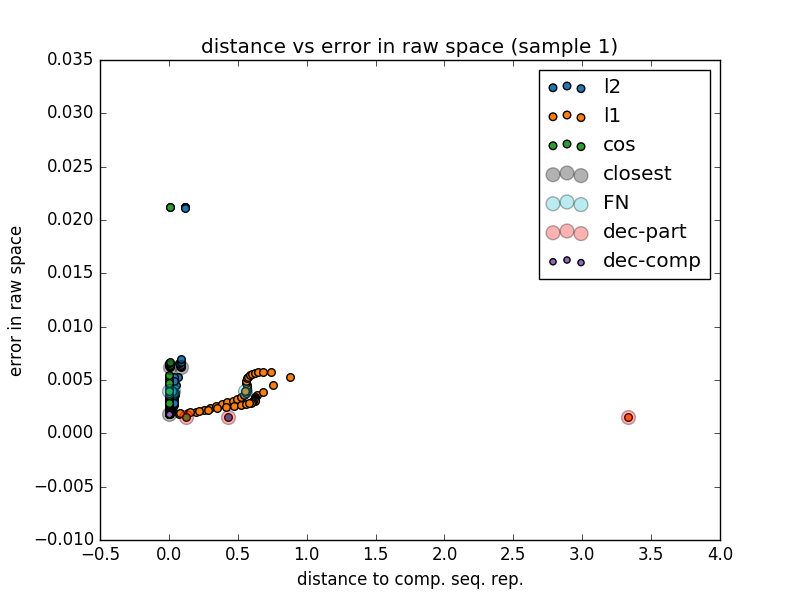 distance vs error in raw space (sample 1)
0.035
0.030
0.025
0.020
0.015
0.010
0.005
0.000
−0.005
−0.010
error in raw space
l2
l1
cos
closest
FN
dec-part
dec-comp
−0.5 0.0 0.5 1.0 1.5 2.0 2.5 3.0 3.5 4.0
distance to comp. seq. rep.